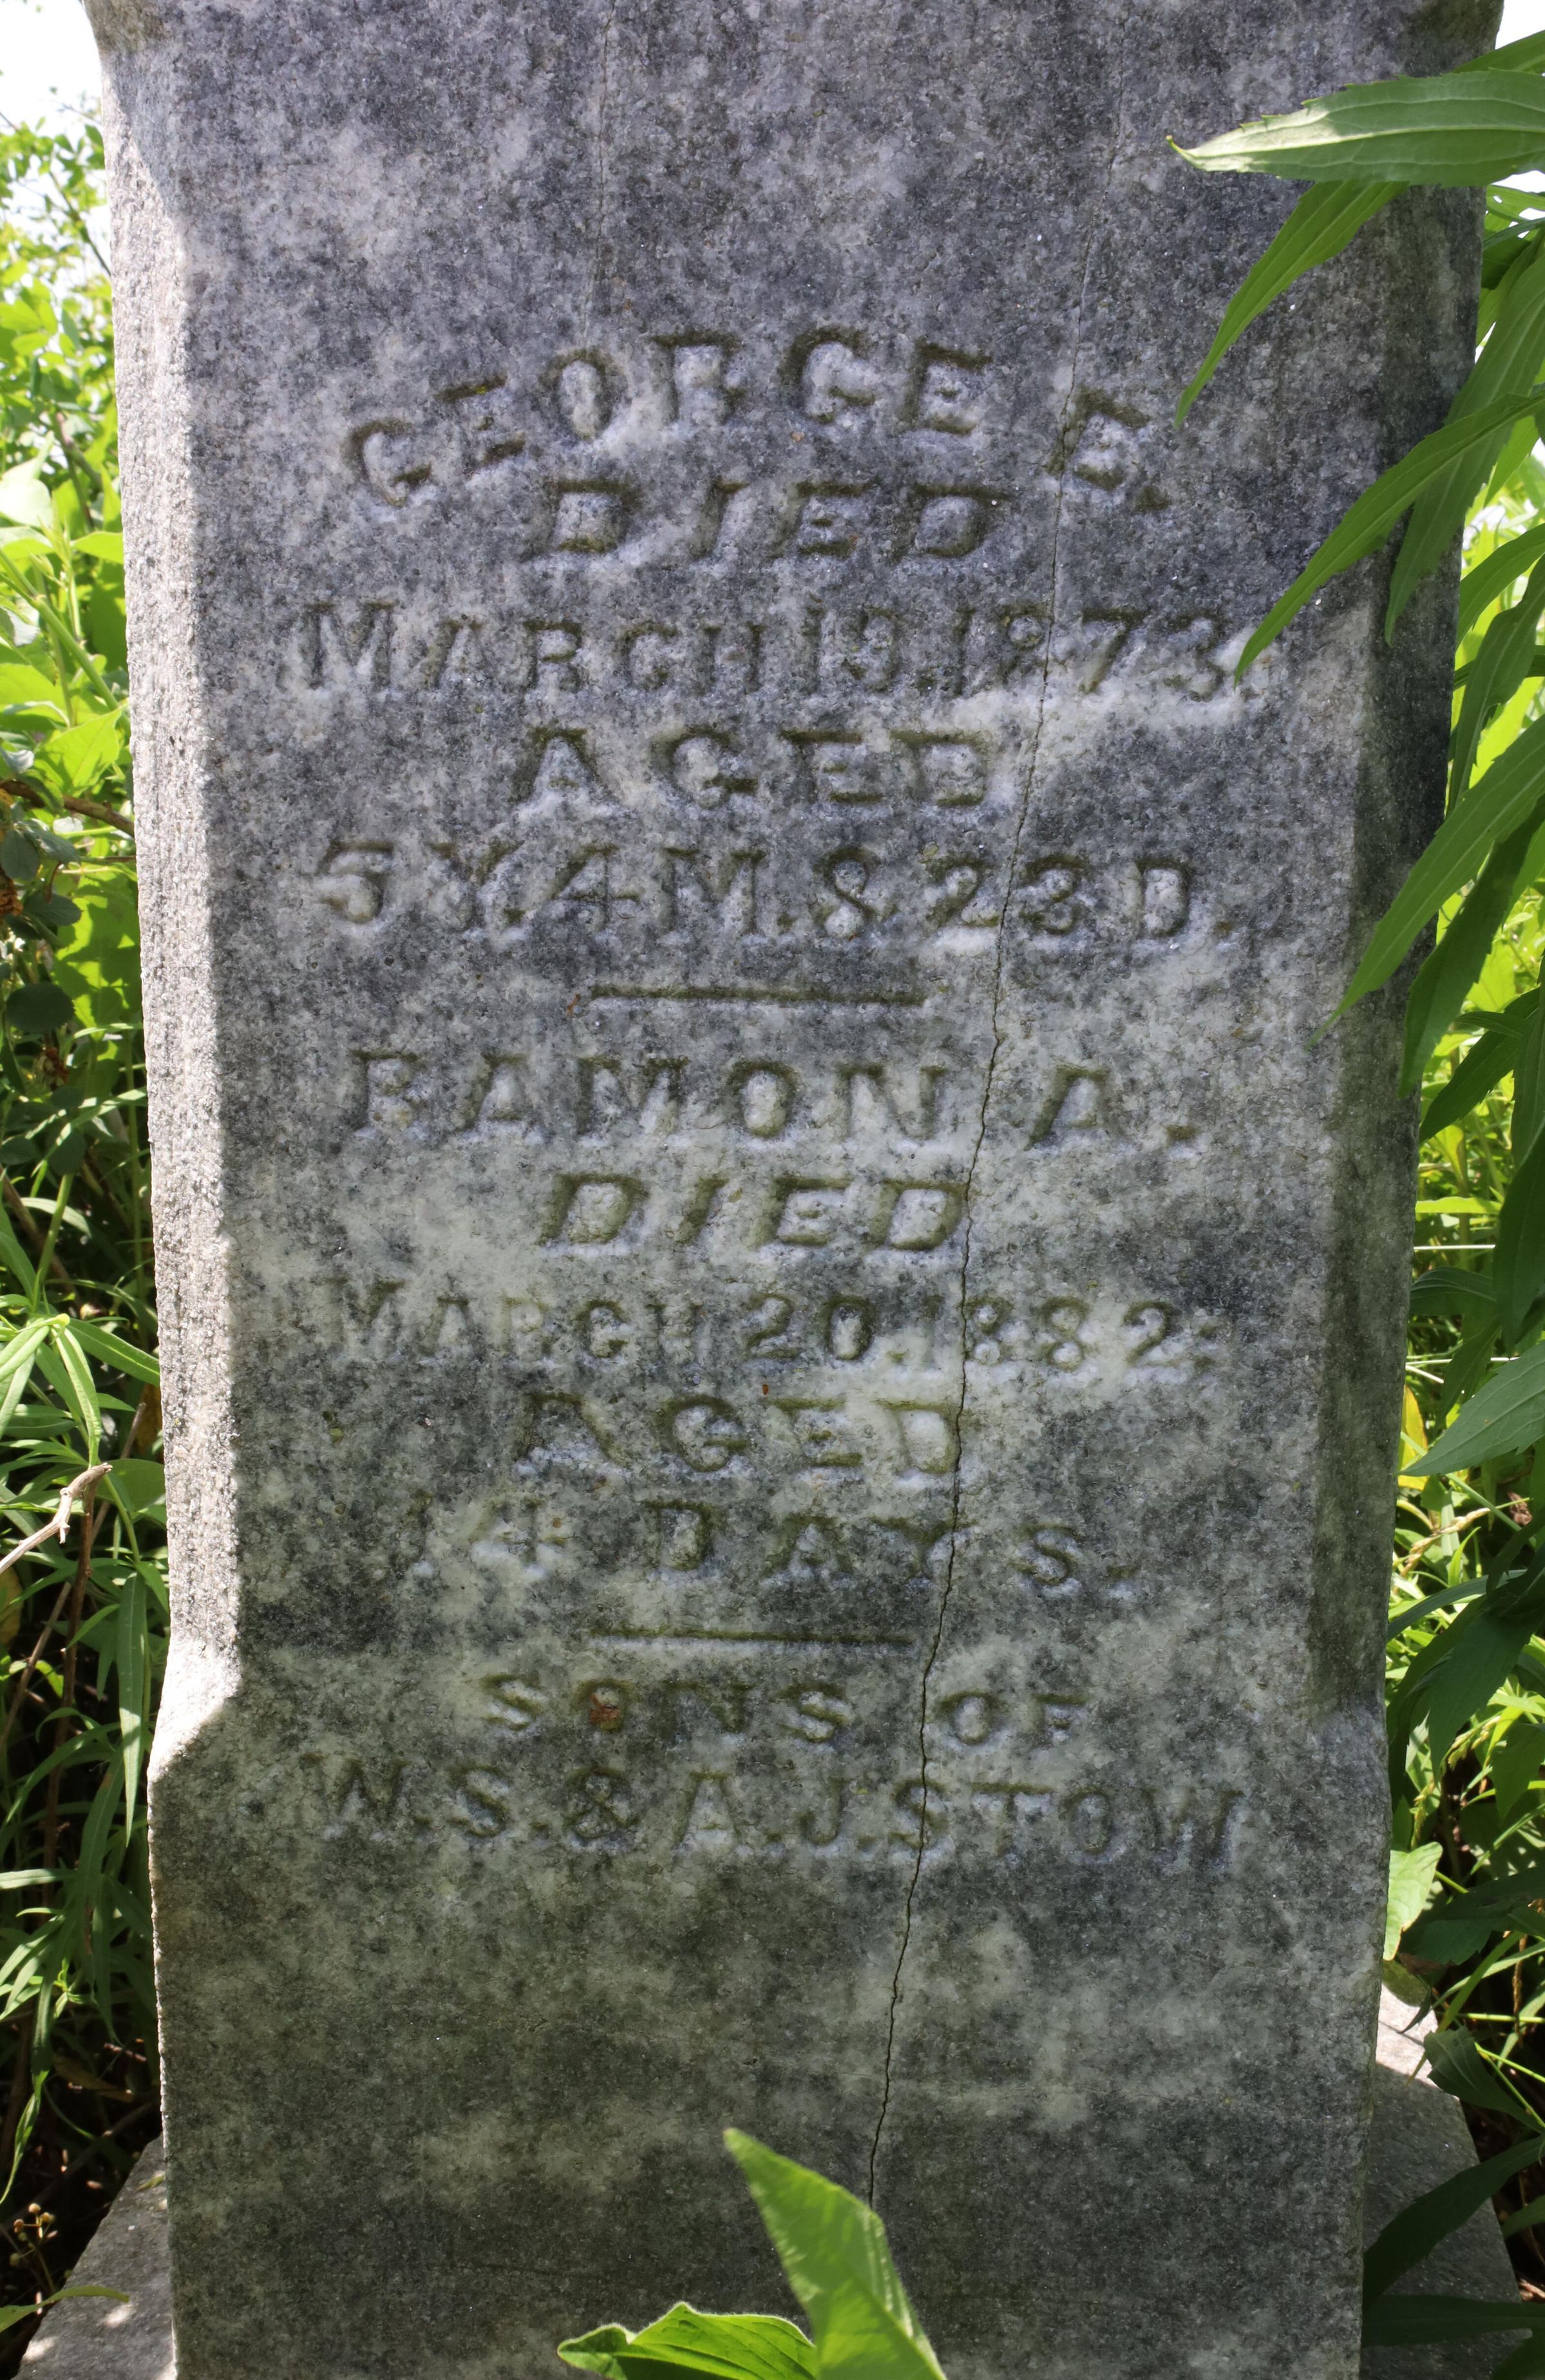 GEORGE E.
DIED
MARCH 19. 1873.
AGED
5 Y. 4 M. & 23 D.
RAMON A.
DIED
MARCH 20. 1882;
AGED
14 DAYS.
SONS OF
W. S. & A. J. STOW